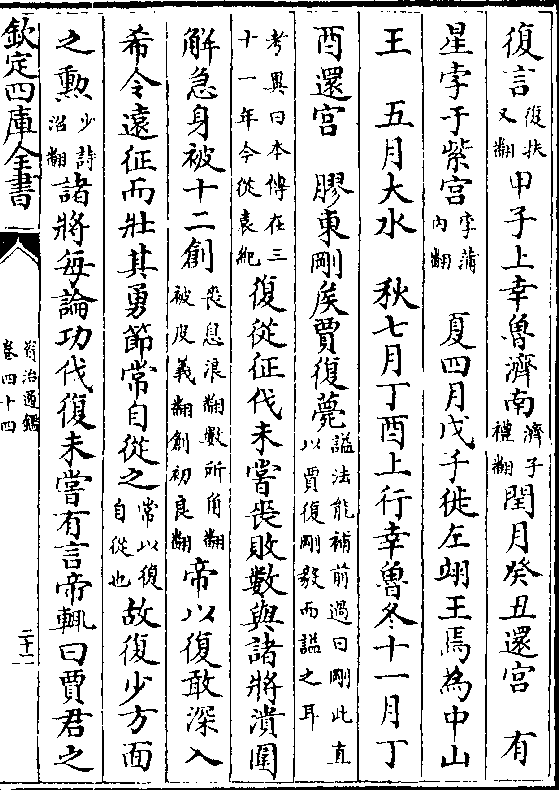 復言復扶又翻甲子上幸魯濟南濟子禮翻閏月癸丑還宫　有
星孛于紫宫孛蒲内翻　夏四月戊子徙左翊王焉為中山
王　五月大水　秋七月丁酉上行幸魯冬十一月丁
酉還宫　膠東剛矦賈復薨諡法能補前過曰剛此直以賈復剛毅而諡之耳
考異曰本傳在三十一年今從袁紀復從征伐未嘗喪敗數與諸將潰圍
解急身被十二創喪息浪翻數所角翻被皮義翻創初良翻帝以復敢深入
希令遠征而壯其勇節常自從之常以復自從也故復少方面
之勲少詩沼翻諸將每論功伐復未嘗有言帝輒曰賈君之
欽定四庫全書
資治通鑑
卷四十四
二十二